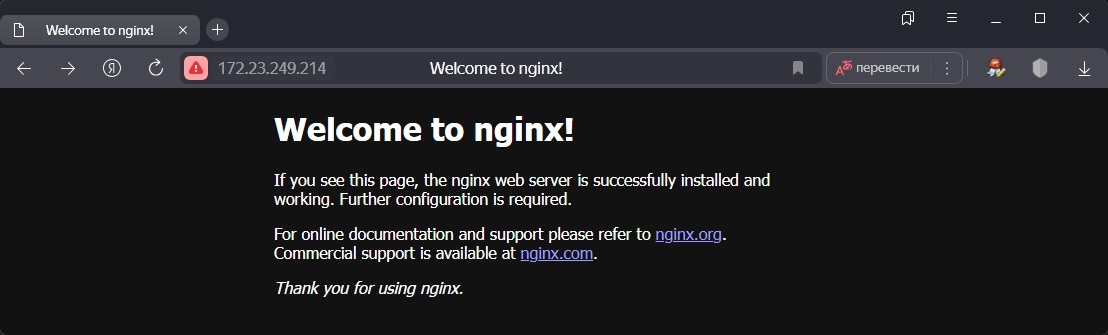 Welcome to nginx!
172.23.249.214 Welcome to nginx! перевести
Welcome to nginx!
If you see this page, the nginx web server is successfully installed and
working. Further configuration is required.
For online documentation and support please refer to nginx.org.
Commercial support is available at nginx.com.
Thank you for using nginx.